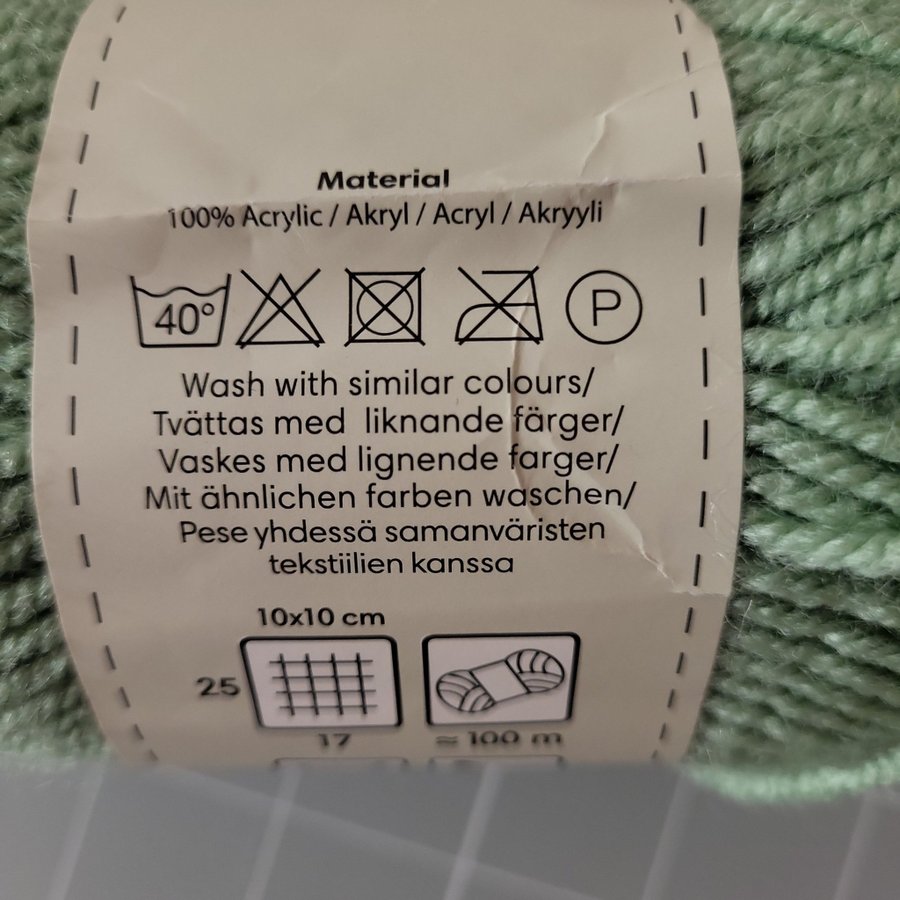 Material
100% Acrylic / Akryl / Acryl / Akryyli
40° P
Wash with similar colours/
Tvättas med liknande färger/
Vaskes med lignende farger/
Mit ähnlichen farben waschen/
Pese yhdessä samanväristen
tekstiilien kanssa
10x10 cm
25
17 ≈ 100 m